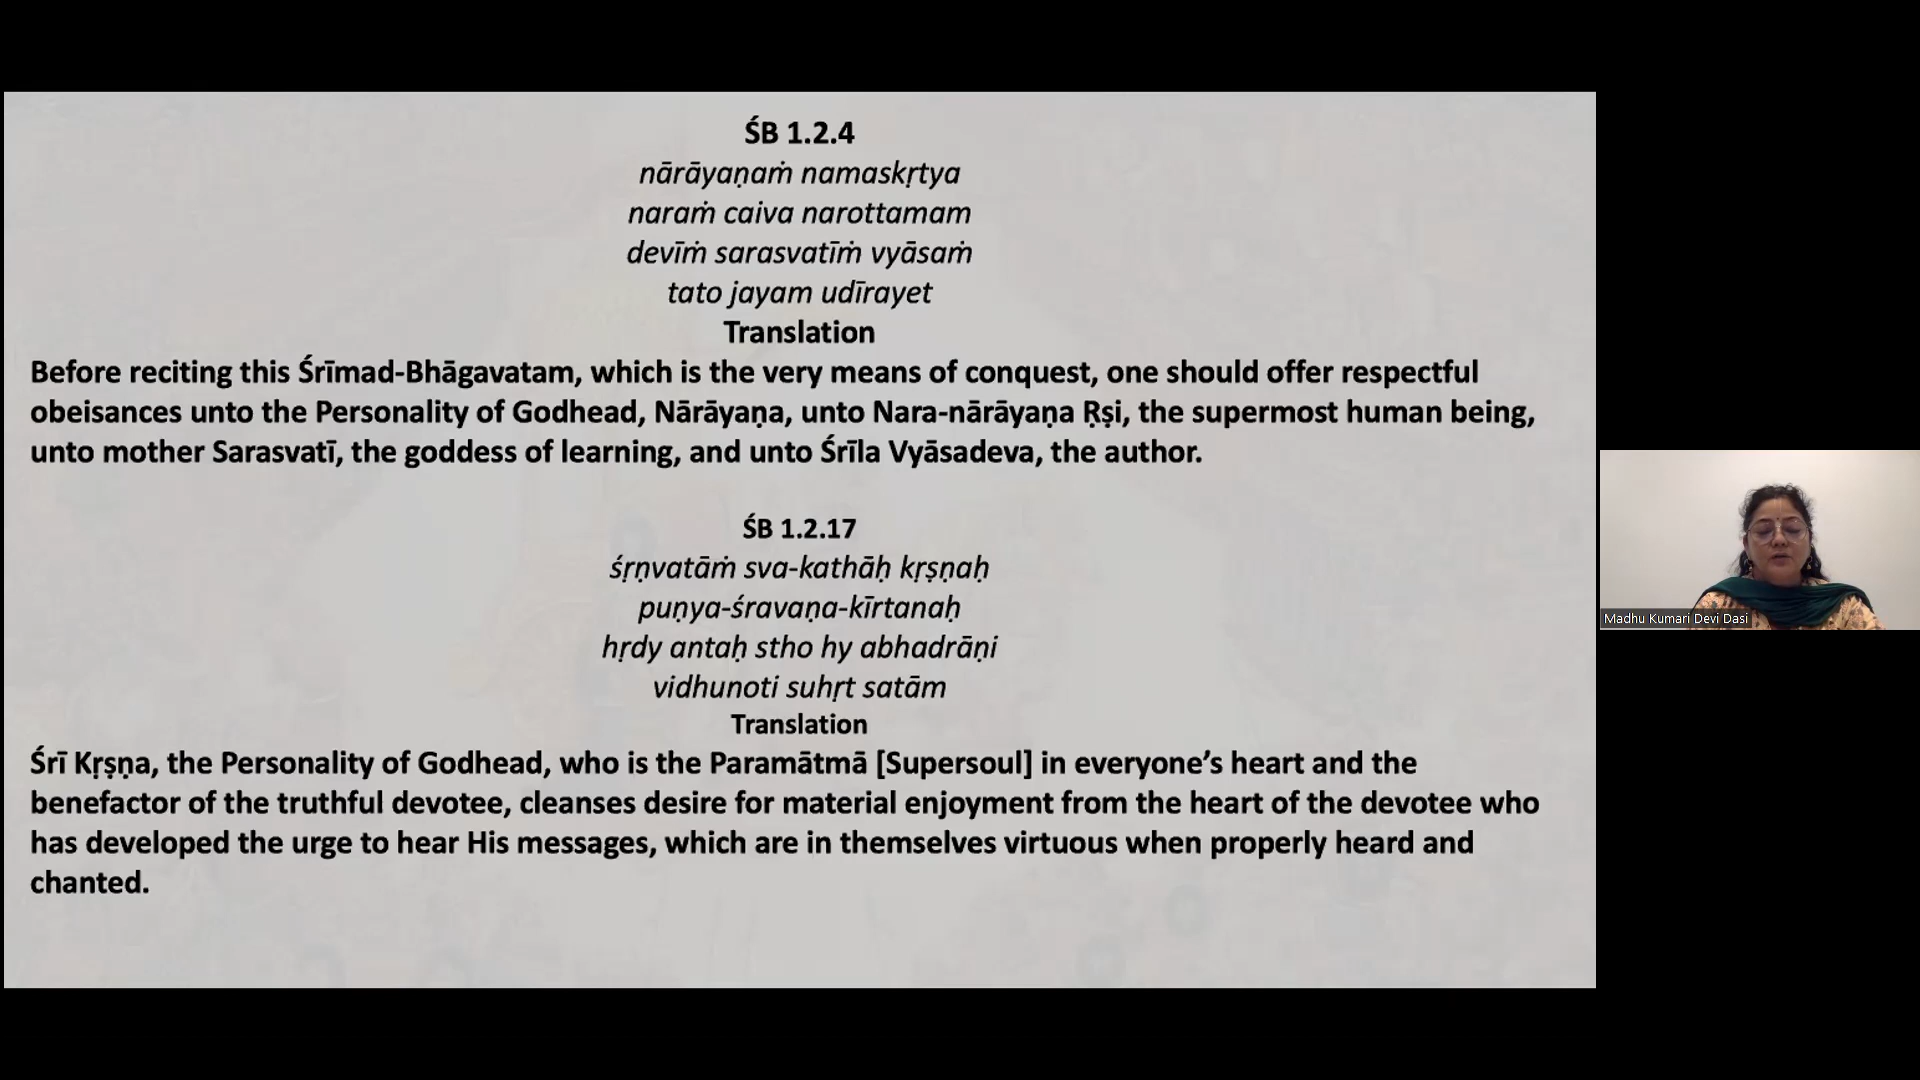 ŚB 1.2.4
nārāyaṇaṁ namaskṛtya
naraṁ caiva narottamam
devīṁ sarasvatīṁ vyāsaṁ
tato jayam udīrayet
Translation
Before reciting this Śrīmad-Bhāgavatam, which is the very means of conquest, one should offer respectful
obeisances unto the Personality of Godhead, Nārāyaṇa, unto Nara-nārāyaṇa Ṛṣi, the supermost human being,
unto mother Sarasvatī, the goddess of learning, and unto Śrīla Vyāsadeva, the author.
ŚB 1.2.17
śṛṇvatāṁ sva-kathāḥ kṛṣṇaḥ
puṇya-śravaṇa-kīrtanaḥ
hṛdy antaḥ stho hy abhadrāṇi
vidhunoti suhṛt satām
Translation
Śrī Kṛṣṇa, the Personality of Godhead, who is the Paramātmā [Supersoul] in everyone’s heart and the
benefactor of the truthful devotee, cleanses desire for material enjoyment from the heart of the devotee who
has developed the urge to hear His messages, which are in themselves virtuous when properly heard and
chanted.
Madhu Kumari Devi Dasi